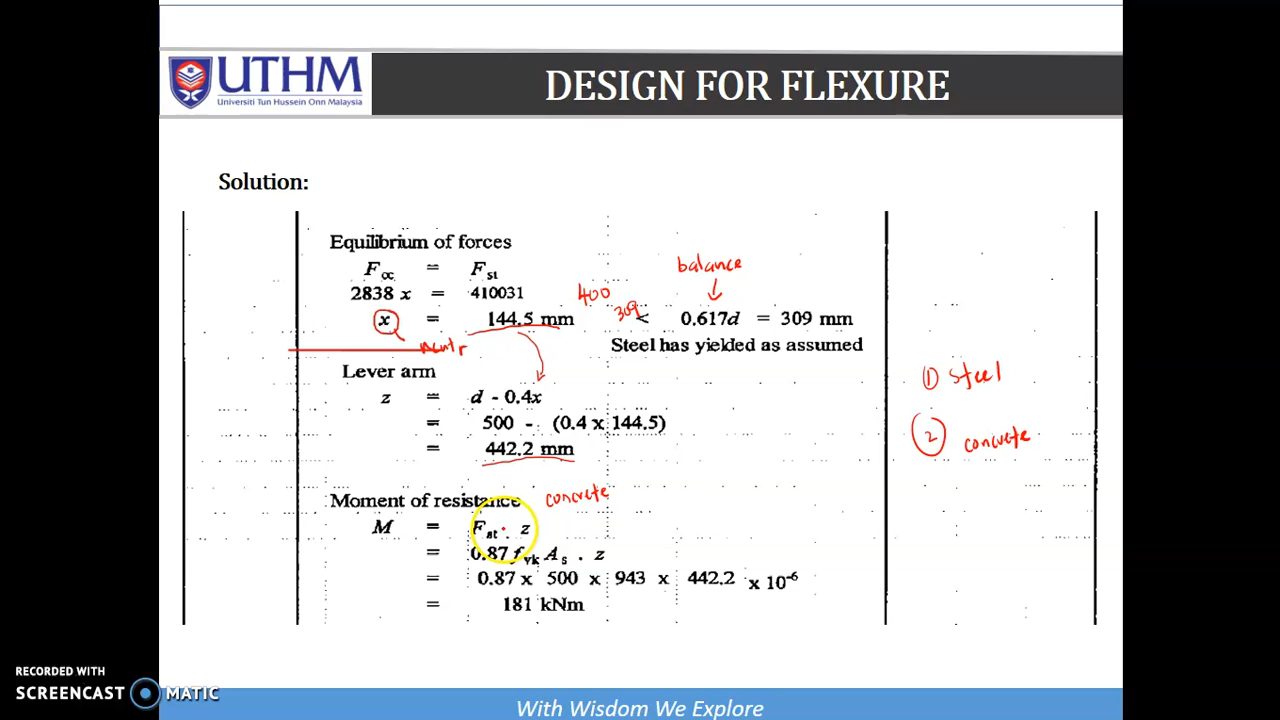 UTHM
Universiti Tun Hussein Onn Malaysia
DESIGN FOR FLEXURE
Solution:
Equilibrium of forces
balance
Fcc = Fst
2838 x = 410031
400
x = 144.5 mm 309 < 0.617d = 309 mm
neutr
Steel has yielded as assumed
Lever arm
① Steel
z = d - 0.4x
= 500 - (0.4 x 144.5)
② concrete
= 442.2 mm
Moment of resistance concrete
M = Fst . z
= 0.87 fyk As . z
= 0.87 x 500 x 943 x 442.2 x 10-6
= 181 kNm
RECORDED WITH
SCREENCAST MATIC
With Wisdom We Explore